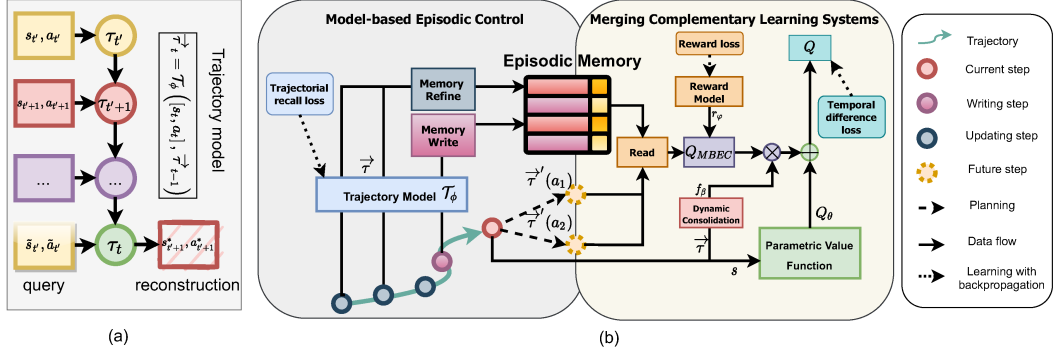 s_{t'}, a_{t'}
τ_{t'}
s_{t'+1}, a_{t'+1}
τ_{t'+1}
...
...
s̃_{t'}, ã_{t'}
τ_t
s*_{t'+1}, a*_{t'+1}
query
reconstruction
τ⃗_t = 𝒯_ϕ ([s_t, a_t], τ⃗_{t-1})
Trajectory model
(a)
Model-based Episodic Control
Trajectorial
recall loss
Memory
Refine
Memory
Write
τ⃗
Trajectory Model 𝒯_ϕ
τ⃗'(a_1)
τ⃗'(a_2)
Episodic Memory
Merging Complementary Learning Systems
Reward loss
Reward
Model
r_φ
Read
Q_{MBEC}
Q
Temporal
difference
loss
f_β
Dynamic
Consolidation
τ⃗
Q_θ
s
Parametric Value
Function
(b)
Trajectory
Current step
Writing step
Updating step
Future step
Planning
Data flow
Learning with
backpropagation